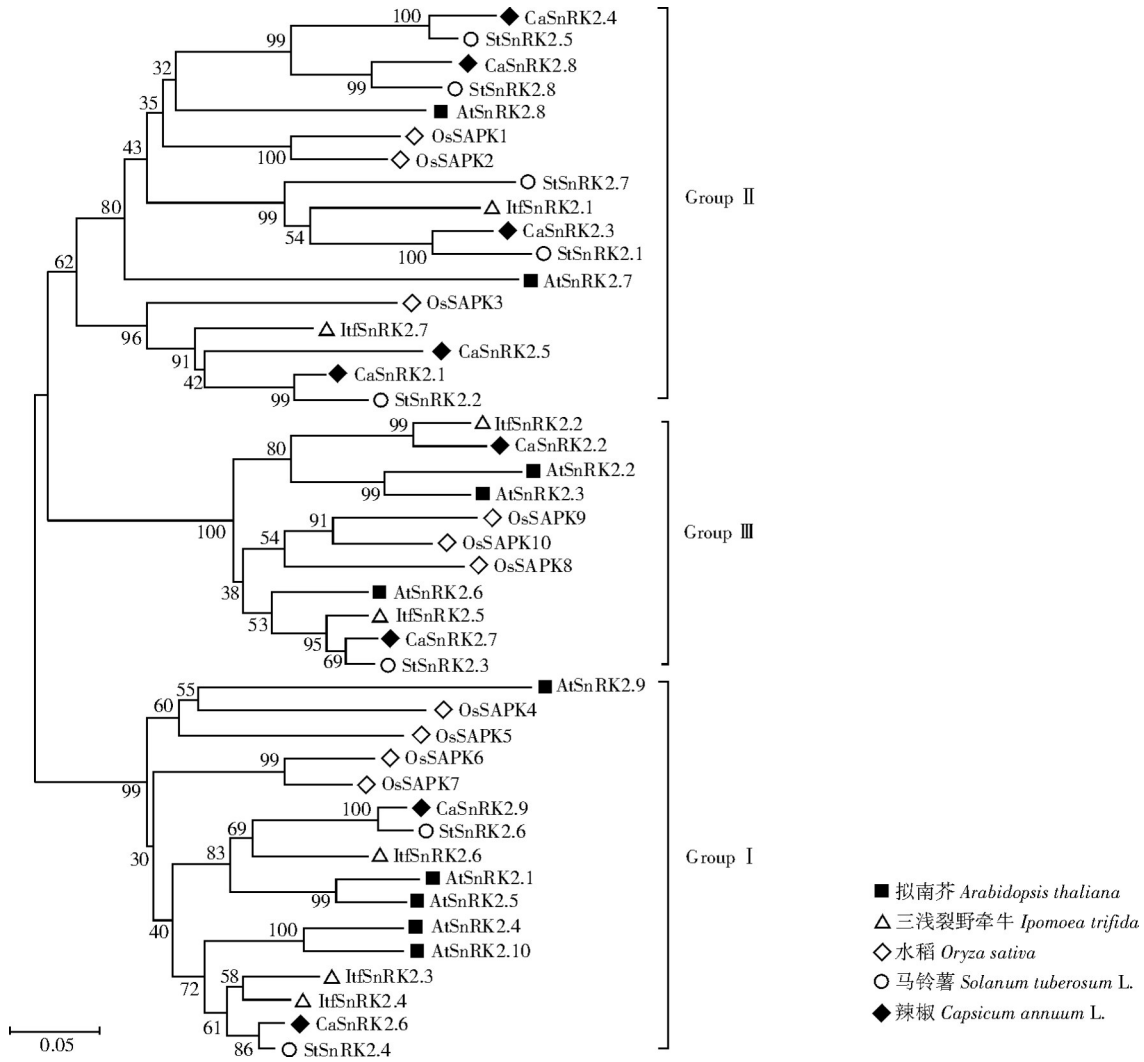 100
CaSnRK2.4
StSnRK2.5
99
CaSnRK2.8
99
StSnRK2.8
32
AtSnRK2.8
35
OsSAPK1
100
OsSAPK2
43
StSnRK2.7
99
ItfSnRK2.1
54
CaSnRK2.3
100
StSnRK2.1
80
AtSnRK2.7
62
OsSAPK3
96
ItfSnRK2.7
91
CaSnRK2.5
42
CaSnRK2.1
99
StSnRK2.2
Group Ⅱ
99
ItfSnRK2.2
CaSnRK2.2
80
AtSnRK2.2
99
AtSnRK2.3
100
91
OsSAPK9
54
OsSAPK10
OsSAPK8
38
AtSnRK2.6
53
ItfSnRK2.5
95
CaSnRK2.7
69
StSnRK2.3
Group Ⅲ
55
AtSnRK2.9
60
OsSAPK4
OsSAPK5
99
99
OsSAPK6
OsSAPK7
30
100
CaSnRK2.9
69
StSnRK2.6
83
ItfSnRK2.6
AtSnRK2.1
99
AtSnRK2.5
40
100
AtSnRK2.4
AtSnRK2.10
72
58
ItfSnRK2.3
ItfSnRK2.4
61
CaSnRK2.6
86
StSnRK2.4
Group Ⅰ
0.05
拟南芥 Arabidopsis thaliana
三浅裂野牵牛 Ipomoea trifida
水稻 Oryza sativa
马铃薯 Solanum tuberosum L.
辣椒 Capsicum annuum L.